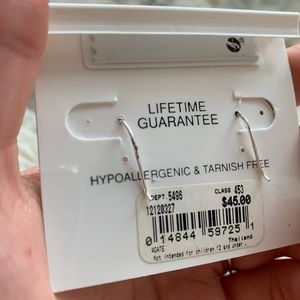 LIFETIME
GUARANTEE
HYPOALLERGENIC & TARNISH FREE
DEPT. 5496 CLASS 453
12120327 $45.00
0 14844 59725 1
AGATE Thailand
Not intended for children 12 and under.